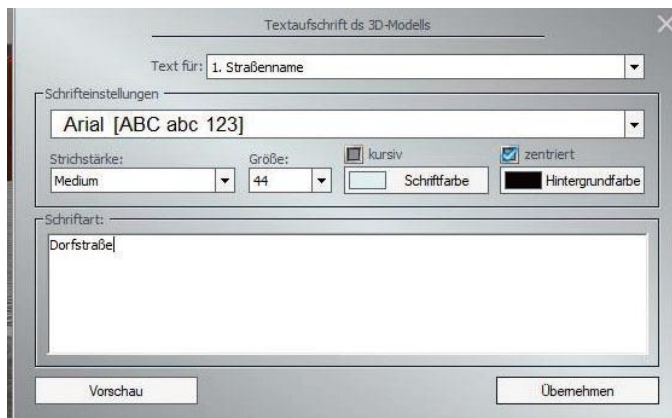 Textaufschrift ds 3D-Modells
Text für: 1. Straßenname
Schrifteinstellungen
Arial [ABC abc 123]
Strichstärke: Größe: kursiv zentriert
Medium 44 Schriftfarbe Hintergrundfarbe
Schriftart:
Dorfstraße
Vorschau Übernehmen